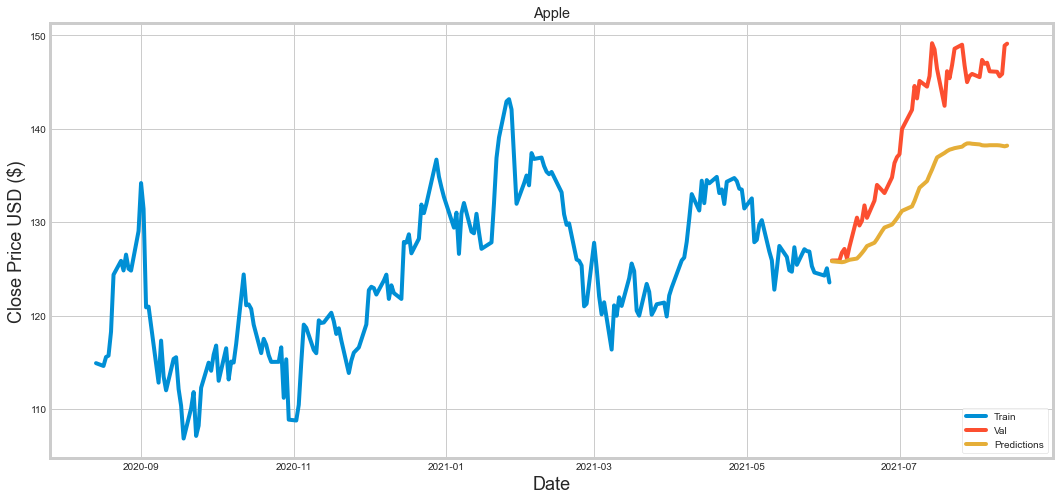 Apple
Close Price USD ($)
150
140
130
120
110
2020-09
2020-11
2021-01
2021-03
2021-05
2021-07
Date
Train
Val
Predictions